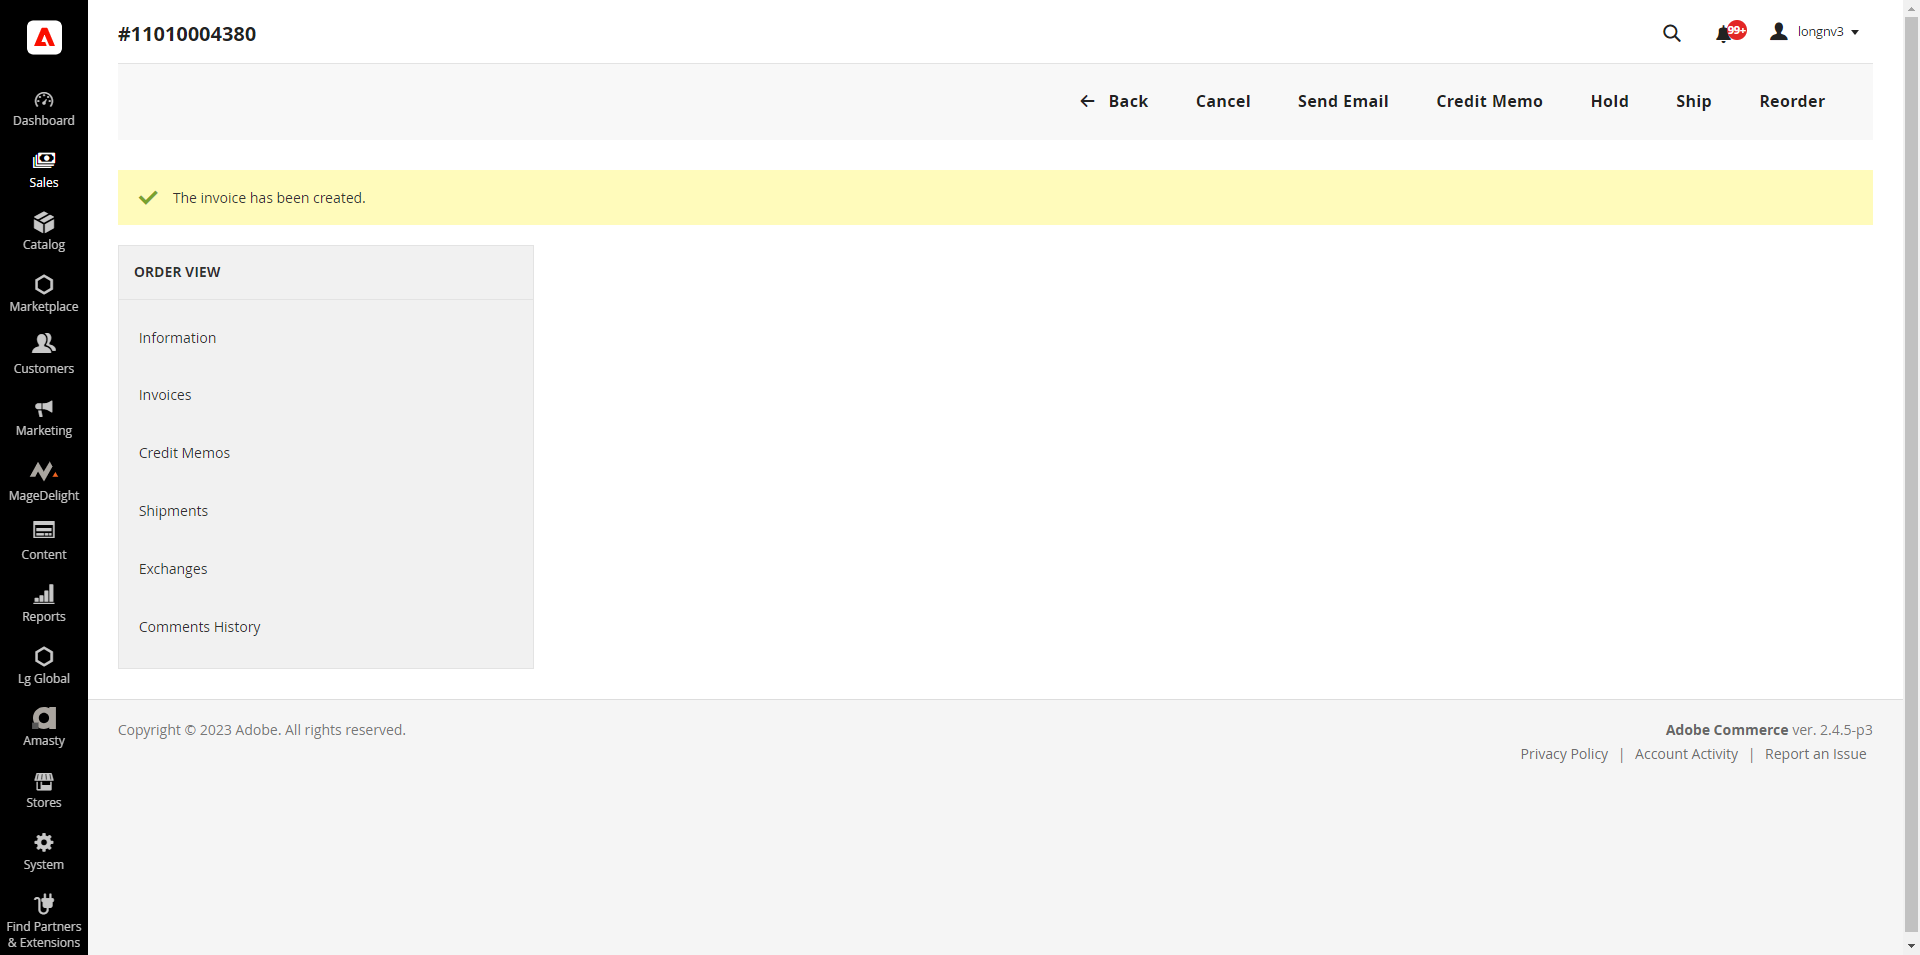 #11010004380
99+
longnv3
Back
Cancel
Send Email
Credit Memo
Hold
Ship
Reorder
The invoice has been created.
ORDER VIEW
Information
Invoices
Credit Memos
Shipments
Exchanges
Comments History
Dashboard
Sales
Catalog
Marketplace
Customers
Marketing
MageDelight
Content
Reports
Lg Global
Amasty
Stores
System
Find Partners
& Extensions
Copyright © 2023 Adobe. All rights reserved.
Adobe Commerce ver. 2.4.5-p3
Privacy Policy | Account Activity | Report an Issue